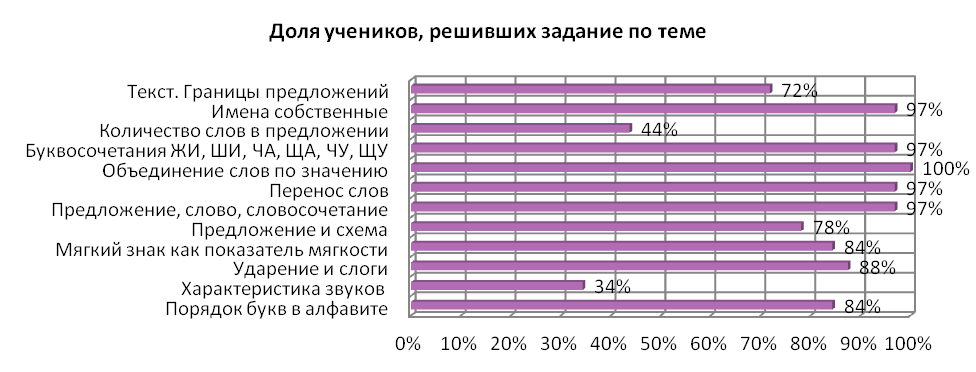 Доля учеников, решивших задание по теме
Текст. Границы предложений 72%
Имена собственные 97%
Количество слов в предложении 44%
Буквосочетания ЖИ, ШИ, ЧА, ЩА, ЧУ, ЩУ 97%
Объединение слов по значению 100%
Перенос слов 97%
Предложение, слово, словосочетание 97%
Предложение и схема 78%
Мягкий знак как показатель мягкости 84%
Ударение и слоги 88%
Характеристика звуков 34%
Порядок букв в алфавите 84%
0% 10% 20% 30% 40% 50% 60% 70% 80% 90% 100%